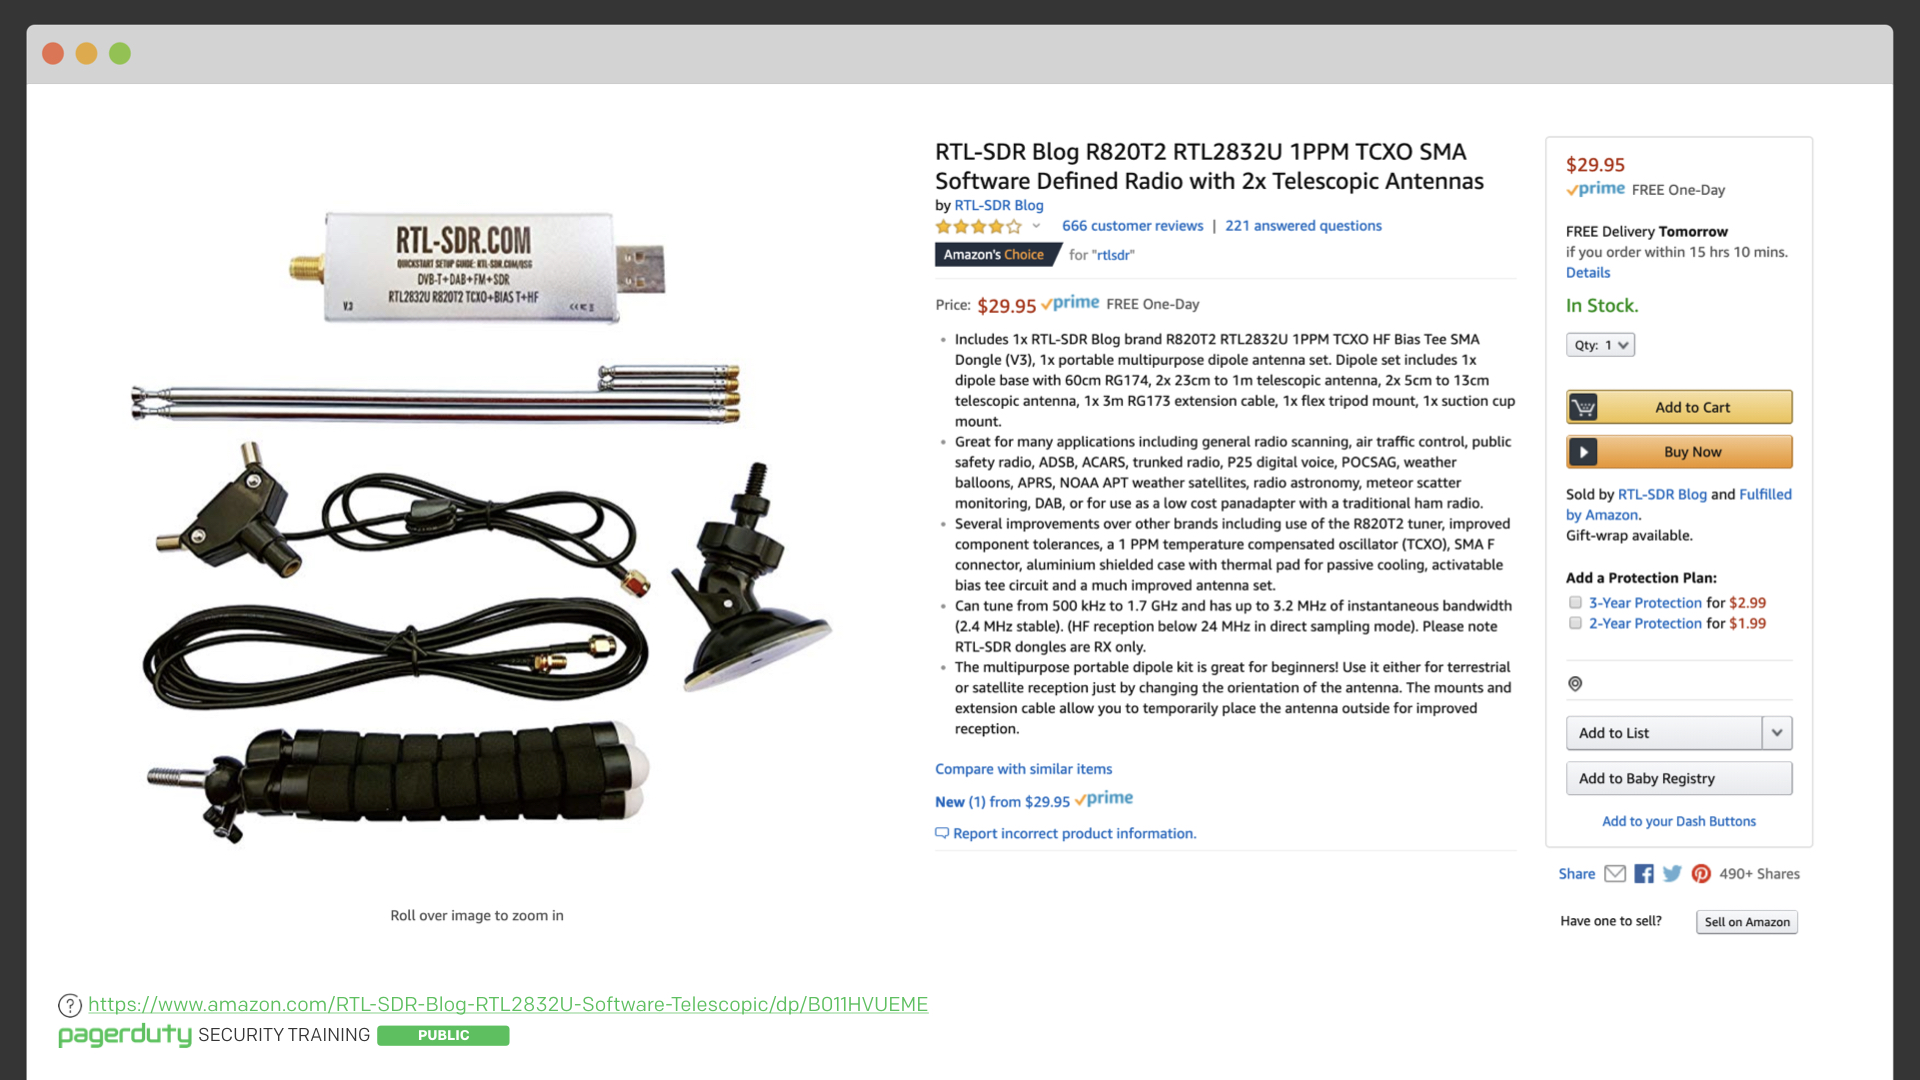 RTL-SDR.COM
QUICKSTART SETUP GUIDE: RTL-SDR.COM/QSG
DVB-T+DAB+FM+SDR
RTL2832U R820T2 TCXO+BIAS T+HF
V.3
Roll over image to zoom in
RTL-SDR Blog R820T2 RTL2832U 1PPM TCXO SMA
Software Defined Radio with 2x Telescopic Antennas
by RTL-SDR Blog
666 customer reviews | 221 answered questions
Amazon's Choice for "rtlsdr"
Price: $29.95 prime FREE One-Day
• Includes 1x RTL-SDR Blog brand R820T2 RTL2832U 1PPM TCXO HF Bias Tee SMA
Dongle (V3), 1x portable multipurpose dipole antenna set. Dipole set includes 1x
dipole base with 60cm RG174, 2x 23cm to 1m telescopic antenna, 2x 5cm to 13cm
telescopic antenna, 1x 3m RG173 extension cable, 1x flex tripod mount, 1x suction cup
mount.
• Great for many applications including general radio scanning, air traffic control, public
safety radio, ADSB, ACARS, trunked radio, P25 digital voice, POCSAG, weather
balloons, APRS, NOAA APT weather satellites, radio astronomy, meteor scatter
monitoring, DAB, or for use as a low cost panadapter with a traditional ham radio.
• Several improvements over other brands including use of the R820T2 tuner, improved
component tolerances, a 1 PPM temperature compensated oscillator (TCXO), SMA F
connector, aluminium shielded case with thermal pad for passive cooling, activatable
bias tee circuit and a much improved antenna set.
• Can tune from 500 kHz to 1.7 GHz and has up to 3.2 MHz of instantaneous bandwidth
(2.4 MHz stable). (HF reception below 24 MHz in direct sampling mode). Please note
RTL-SDR dongles are RX only.
• The multipurpose portable dipole kit is great for beginners! Use it either for terrestrial
or satellite reception just by changing the orientation of the antenna. The mounts and
extension cable allow you to temporarily place the antenna outside for improved
reception.
Compare with similar items
New (1) from $29.95 prime
Report incorrect product information.
$29.95
prime FREE One-Day
FREE Delivery Tomorrow
if you order within 15 hrs 10 mins.
Details
In Stock.
Qty: 1
Add to Cart
Buy Now
Sold by RTL-SDR Blog and Fulfilled
by Amazon.
Gift-wrap available.
Add a Protection Plan:
3-Year Protection for $2.99
2-Year Protection for $1.99
Add to List
Add to Baby Registry
Add to your Dash Buttons
Share 490+ Shares
Have one to sell? Sell on Amazon
https://www.amazon.com/RTL-SDR-Blog-RTL2832U-Software-Telescopic/dp/B011HVUEME
pagerduty SECURITY TRAINING PUBLIC